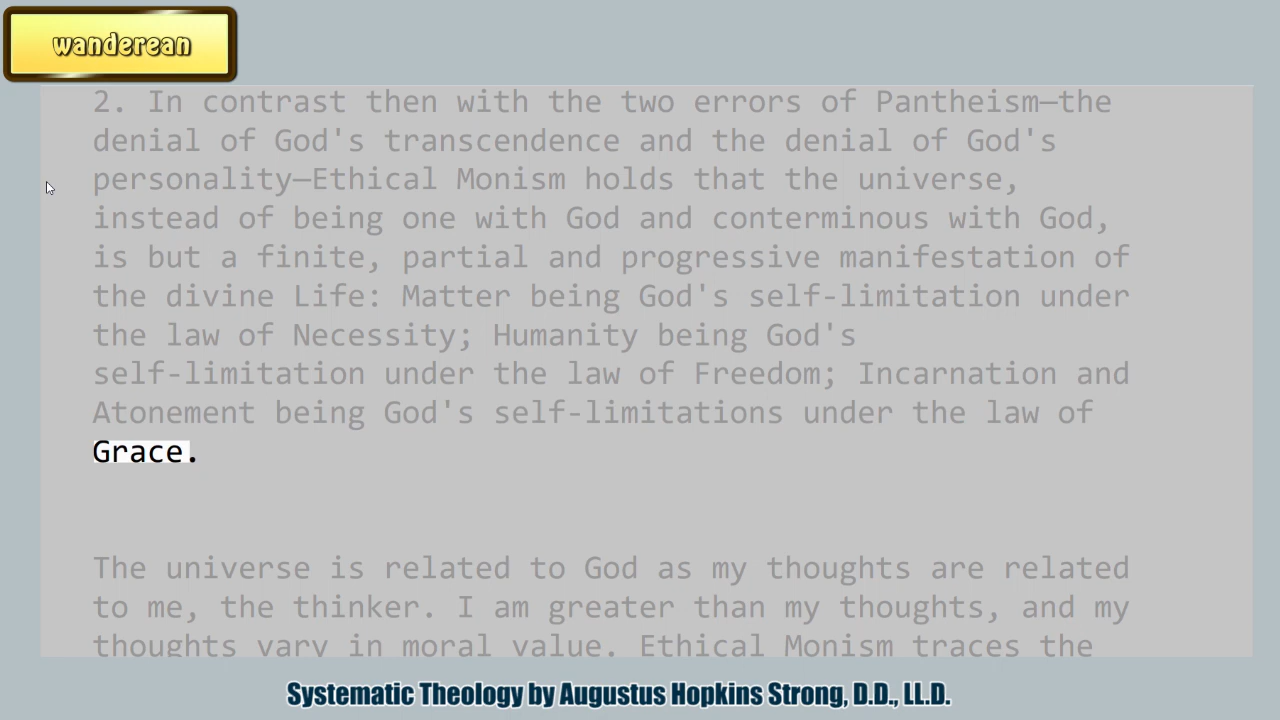 wanderean
2. In contrast then with the two errors of Pantheism—the
denial of God's transcendence and the denial of God's
personality—Ethical Monism holds that the universe,
instead of being one with God and conterminous with God,
is but a finite, partial and progressive manifestation of
the divine Life: Matter being God's self-limitation under
the law of Necessity; Humanity being God's
self-limitation under the law of Freedom; Incarnation and
Atonement being God's self-limitations under the law of
Grace.
The universe is related to God as my thoughts are related
to me, the thinker. I am greater than my thoughts, and my
thoughts vary in moral value. Ethical Monism traces the
Systematic Theology by Augustus Hopkins Strong, D.D., LL.D.